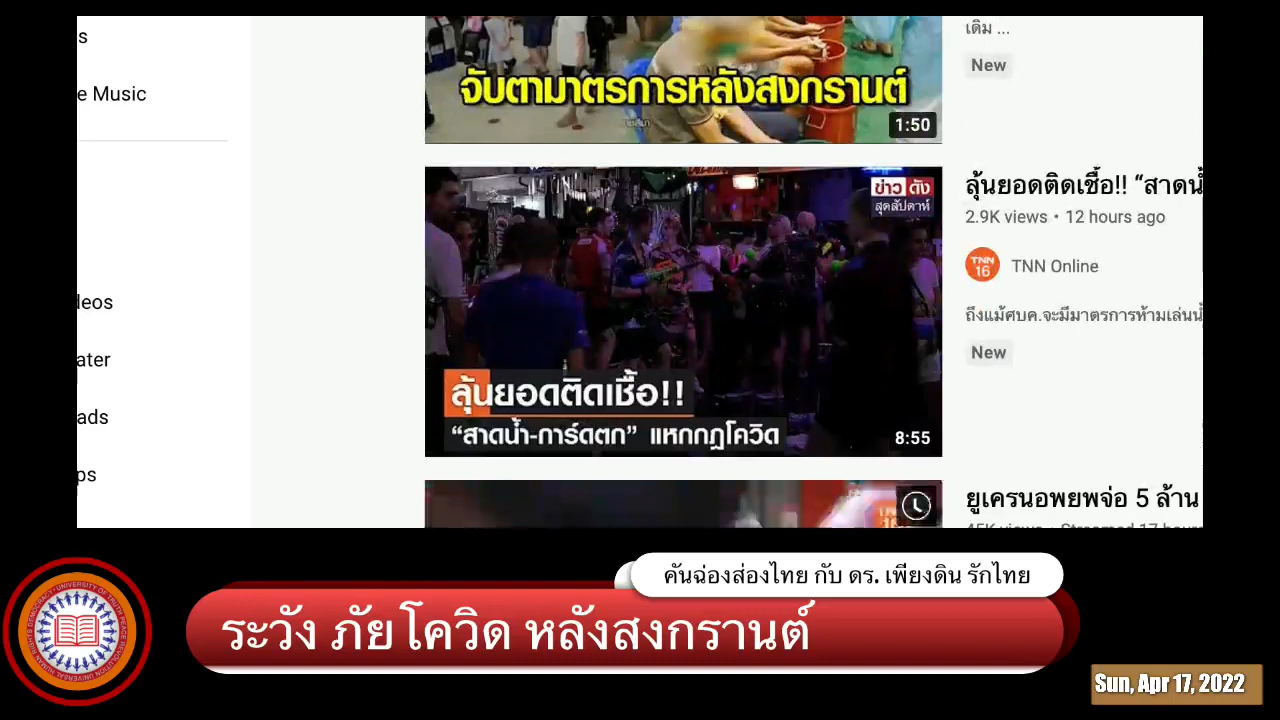 s
e Music
deos
ater
ads
ps
จับตามาตรการหลังสงกรานต์
1:50
เดิม ...
New
ข่าว ดัง
สุดสัปดาห์
ลุ้นยอดติดเชื้อ!!
“สาดน้ำ-การ์ดตก” แหกกฎโควิด
8:55
ลุ้นยอดติดเชื้อ!! “สาดน้ำ
2.9K views • 12 hours ago
TNN
16
TNN Online
ถึงแม้ศบค.จะมีมาตรการห้ามเล่นน้ำ
New
ยูเครนอพยพจ่อ 5 ล้าน
45K views • Streamed 17 hours
คันฉ่องส่องไทย กับ ดร. เพียงดิน รักไทย
ระวัง ภัยโควิด หลังสงกรานต์
Sun, Apr 17, 2022